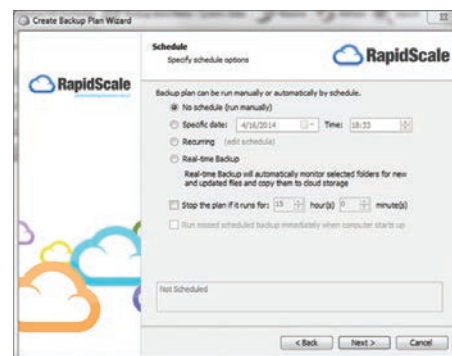 Create Backup Plan Wizard
Schedule
Specify schedule options
RapidScale
RapidScale
Backup plan can be run manually or automatically by schedule.
No schedule (run manually)
Specific date: 4/16/2014 Time: 18:33
Recurring (edit schedule)
Real-time Backup
Real-time Backup will automatically monitor selected folders for new
and updated files and copy them to cloud storage
Stop the plan if it runs for: 15 hour(s) 0 minute(s)
Run missed scheduled backup immediately when computer starts up
Not Scheduled
< Back Next > Cancel